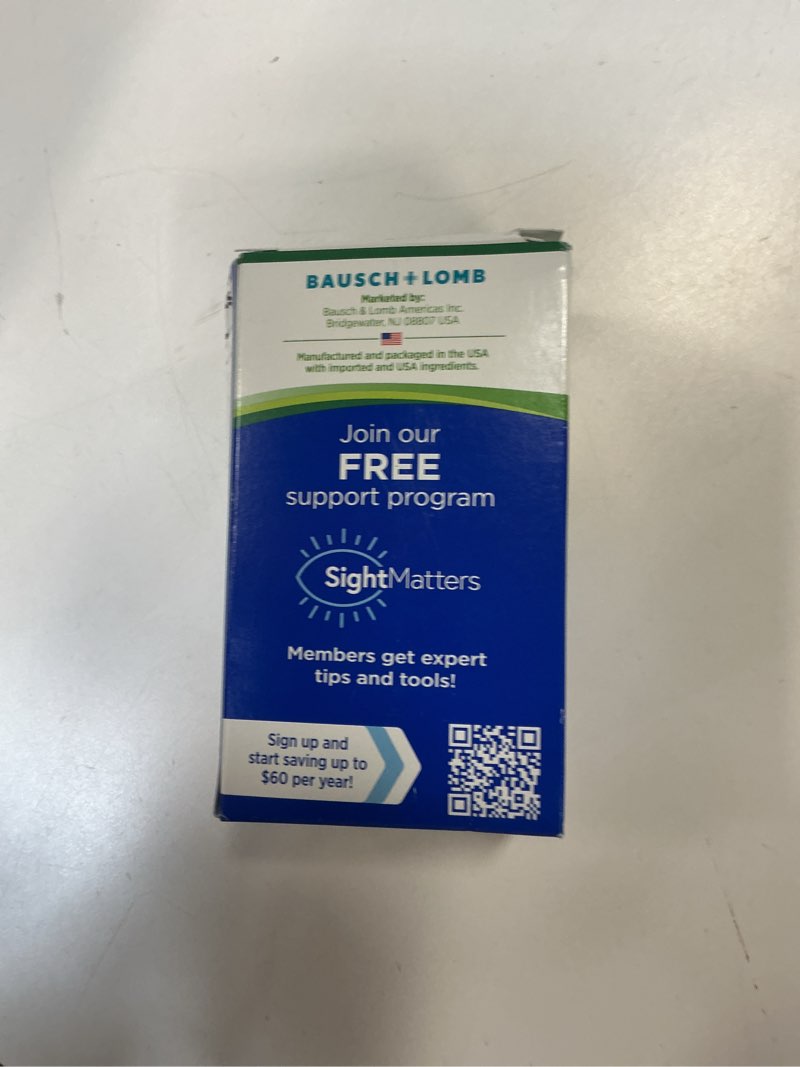 BAUSCH + LOMB
Marketed by:
Bausch & Lomb Americas Inc.
Bridgewater, NJ 08807 USA
Manufactured and packaged in the USA
with imported and USA ingredients.
Join our
FREE
support program
SightMatters
Members get expert
tips and tools!
Sign up and
start saving up to
$60 per year!